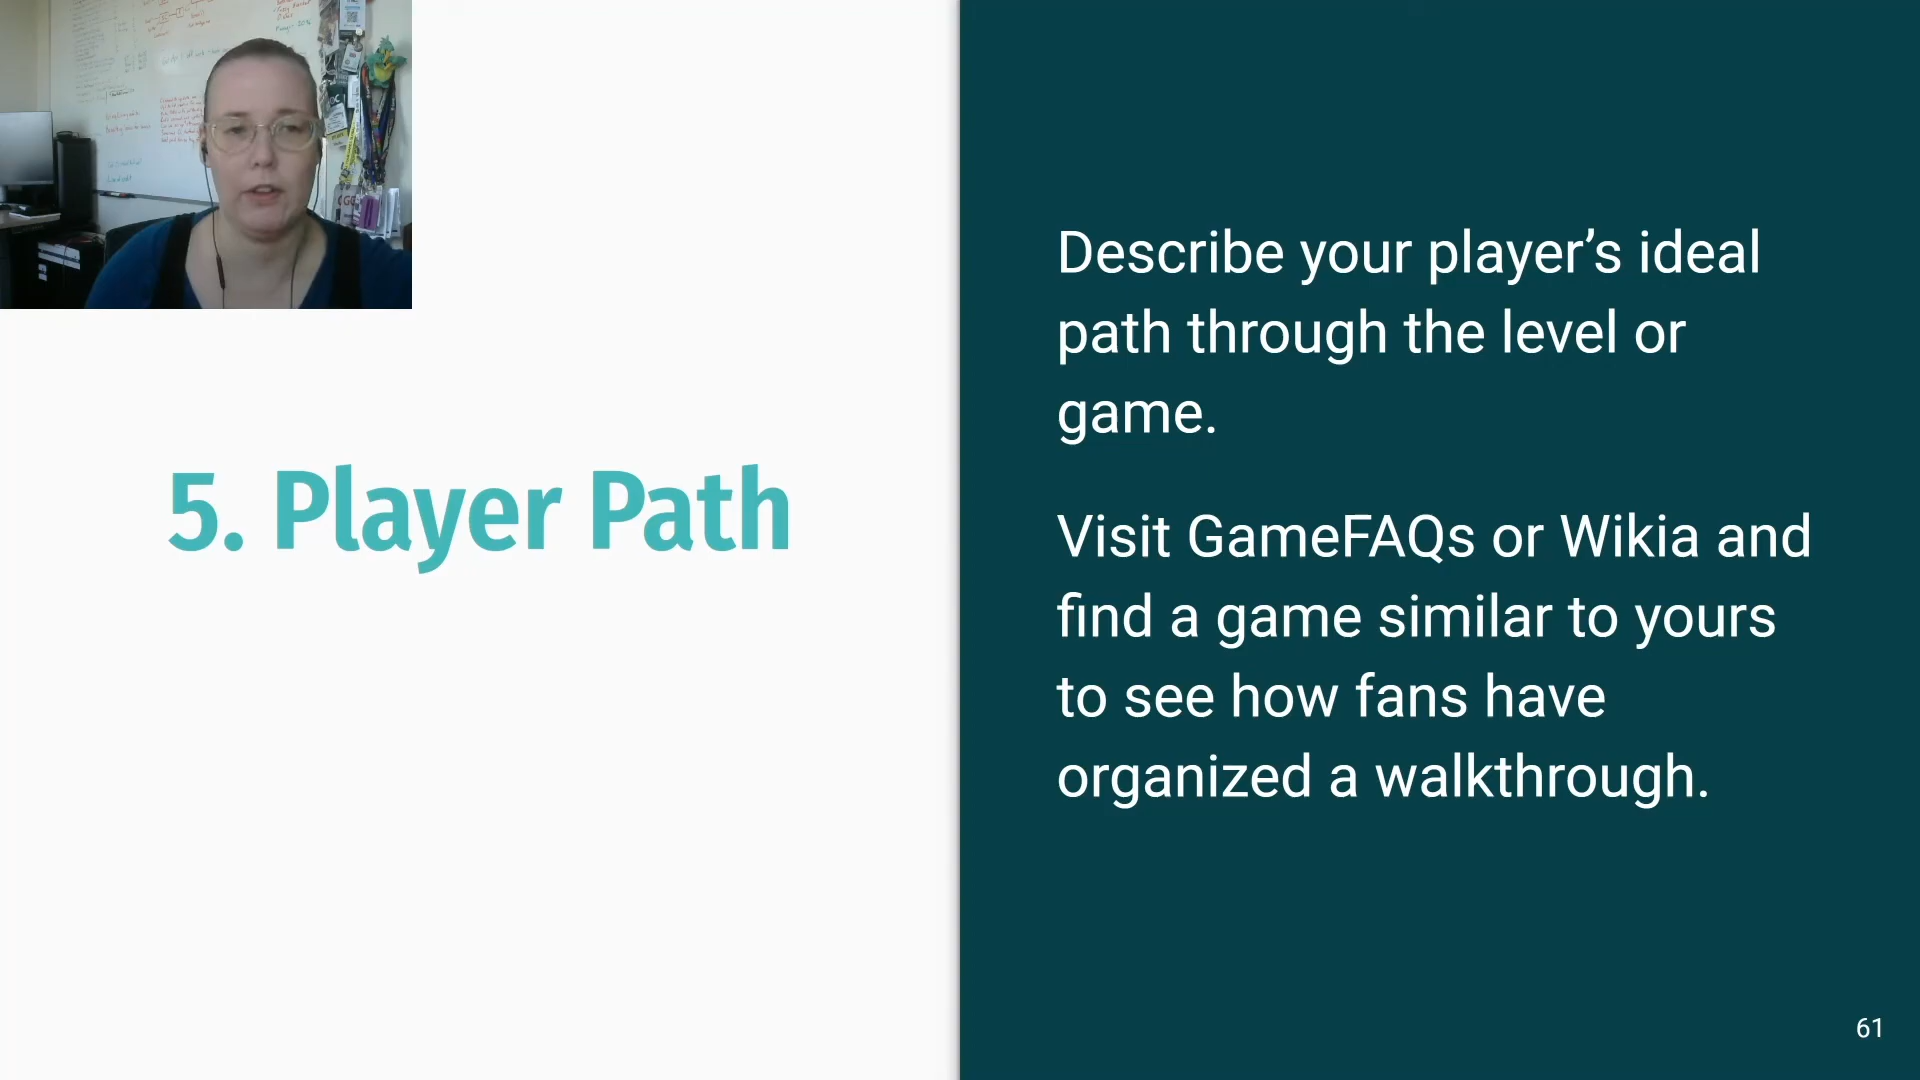 5. Player Path
Describe your player’s ideal
path through the level or
game.
Visit GameFAQs or Wikia and
find a game similar to yours
to see how fans have
organized a walkthrough.
61